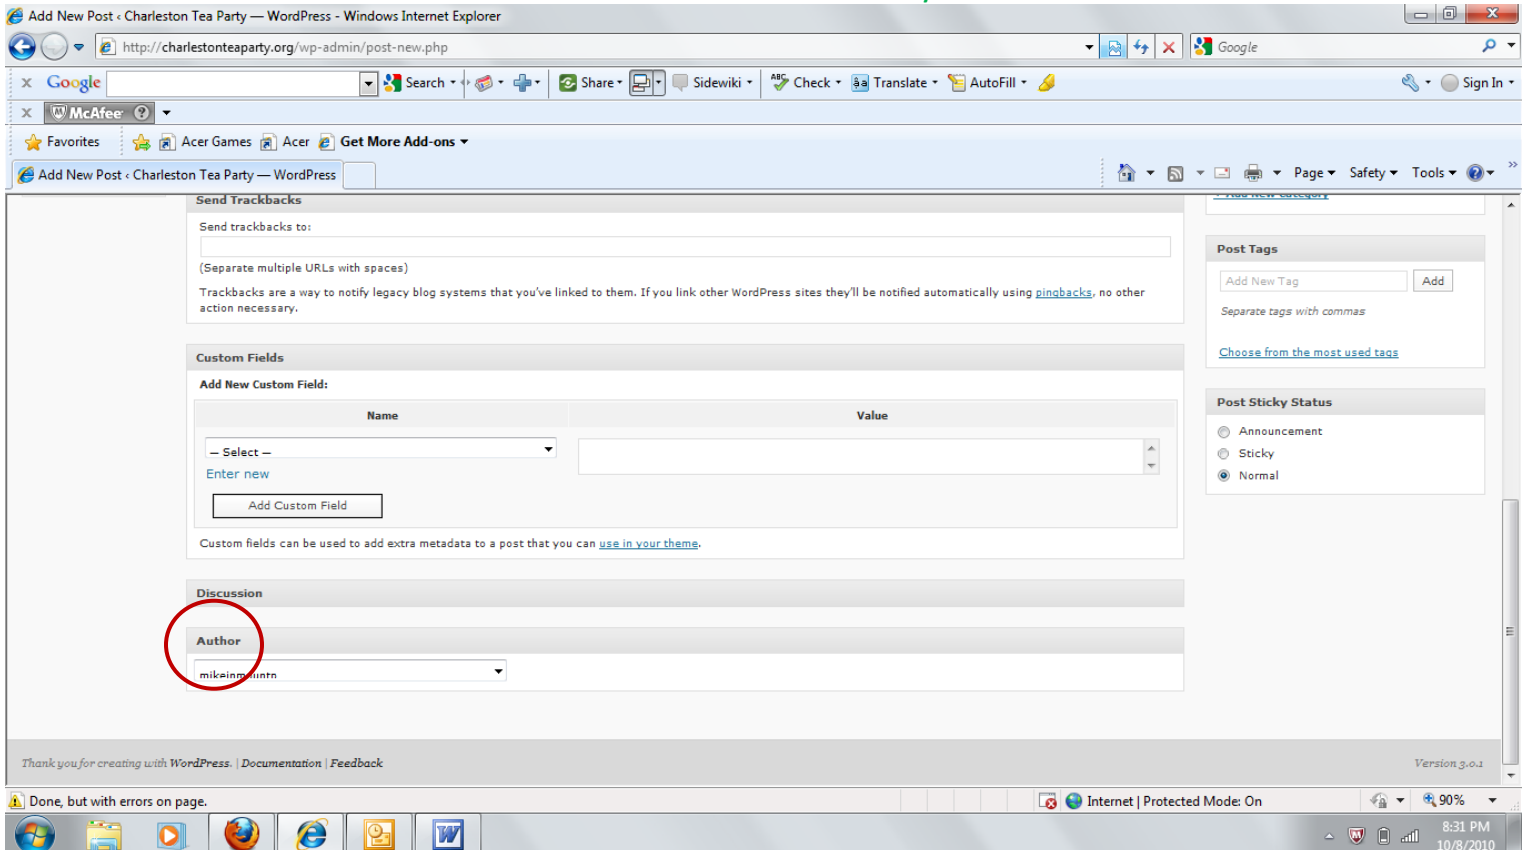 Add New Post ‹ Charleston Tea Party — WordPress - Windows Internet Explorer
http://charlestonteaparty.org/wp-admin/post-new.php
Google
x Google Search Share Sidewiki ABC Check âa Translate AutoFill Sign In
x McAfee ?
Favorites Acer Games Acer Get More Add-ons
Add New Post ‹ Charleston Tea Party — WordPress
Page Safety Tools »
Send Trackbacks
Send trackbacks to:
(Separate multiple URLs with spaces)
Trackbacks are a way to notify legacy blog systems that you've linked to them. If you link other WordPress sites they'll be notified automatically using pingbacks, no other
action necessary.
Custom Fields
Add New Custom Field:
Name Value
— Select —
Enter new
Add Custom Field
Custom fields can be used to add extra metadata to a post that you can use in your theme.
Discussion
Author
+ Add New Category
Post Tags
Add New Tag Add
Separate tags with commas
Choose from the most used tags
Post Sticky Status
Announcement
Sticky
Normal
Thank you for creating with WordPress. | Documentation | Feedback
Version 3.0.1
Done, but with errors on page.
Internet | Protected Mode: On
90%
8:31 PM
10/8/2010